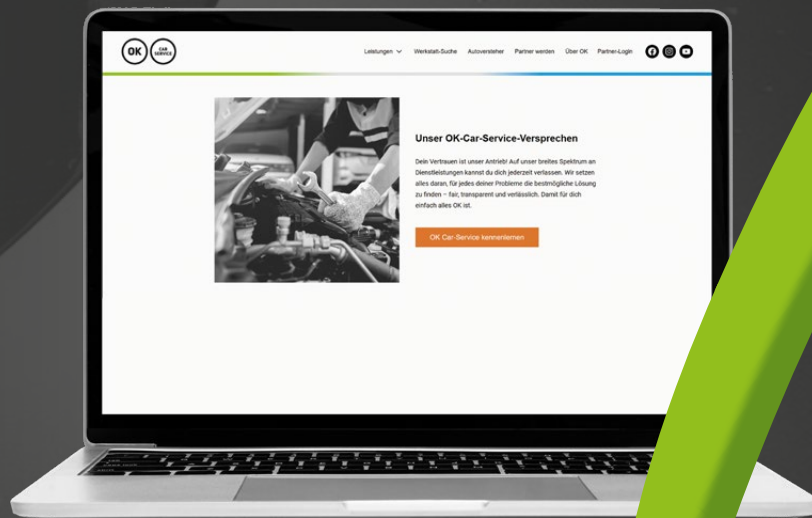 OK CAR SERVICE
Leistungen Werkstatt-Suche Autoversteher Partner werden Über OK Partner-Login
Unser OK-Car-Service-Versprechen
Dein Vertrauen ist unser Antrieb! Auf unser breites Spektrum an
Dienstleistungen kannst du dich jederzeit verlassen. Wir setzen
alles daran, für jedes deiner Probleme die bestmögliche Lösung
zu finden – fair, transparent und verlässlich. Damit für dich
einfach alles OK ist.
OK Car-Service kennenlernen